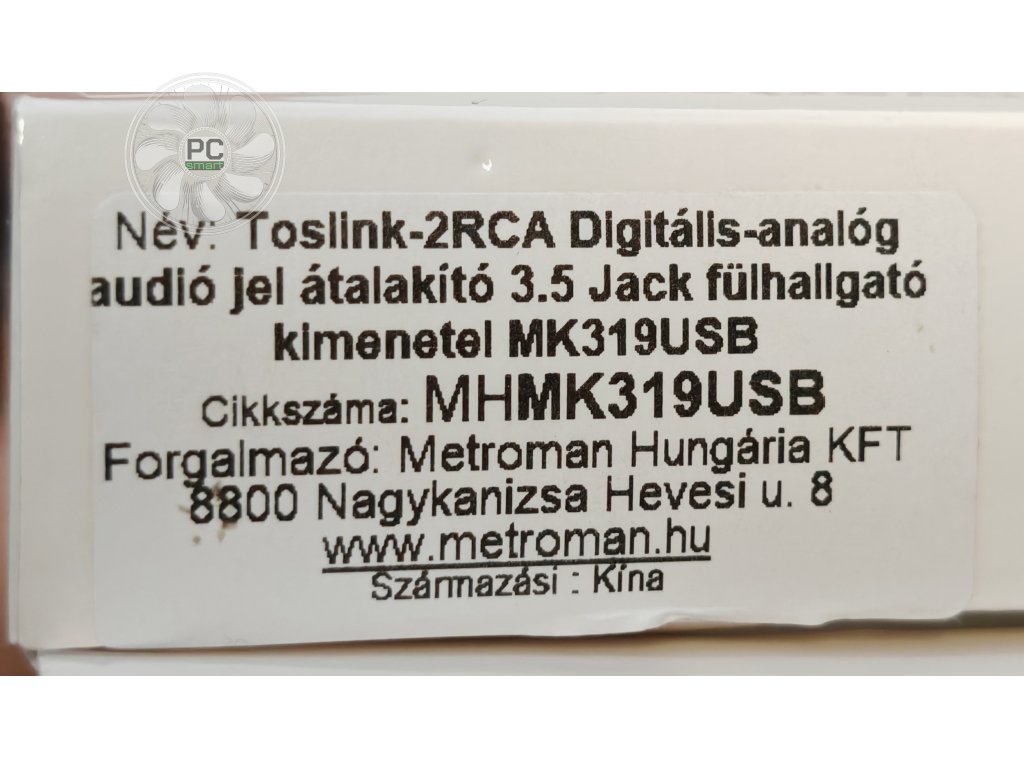 PC
smart
Név: Toslink-2RCA Digitális-analóg
audió jel átalakító 3.5 Jack fülhallgató
kimenetel MK319USB
Cikkszáma: MHMK319USB
Forgalmazó: Metroman Hungária KFT
8800 Nagykanizsa Hevesi u. 8
www.metroman.hu
Származási : Kína